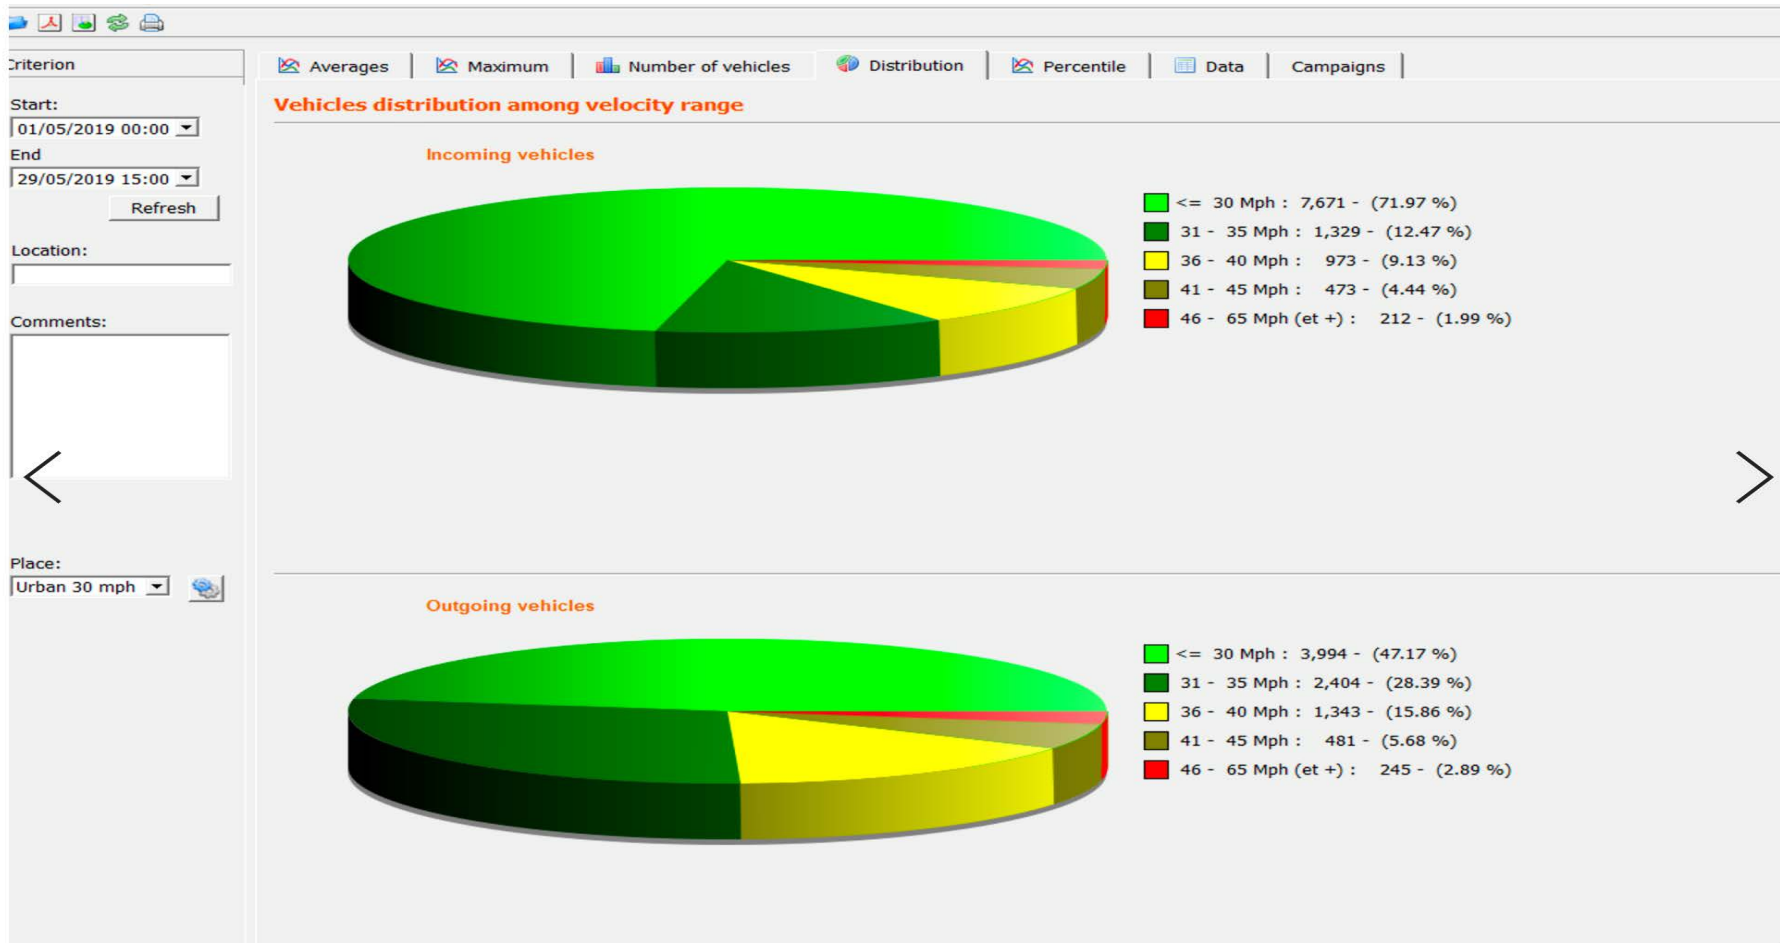 Criterion
Averages
Maximum
Number of vehicles
Distribution
Percentile
Data
Campaigns
Start:
01/05/2019 00:00
End
29/05/2019 15:00
Refresh
Location:
Comments:
Place:
Urban 30 mph
Vehicles distribution among velocity range
Incoming vehicles
<= 30 Mph : 7,671 - (71.97 %)
31 - 35 Mph : 1,329 - (12.47 %)
36 - 40 Mph : 973 - (9.13 %)
41 - 45 Mph : 473 - (4.44 %)
46 - 65 Mph (et +) : 212 - (1.99 %)
Outgoing vehicles
<= 30 Mph : 3,994 - (47.17 %)
31 - 35 Mph : 2,404 - (28.39 %)
36 - 40 Mph : 1,343 - (15.86 %)
41 - 45 Mph : 481 - (5.68 %)
46 - 65 Mph (et +) : 245 - (2.89 %)